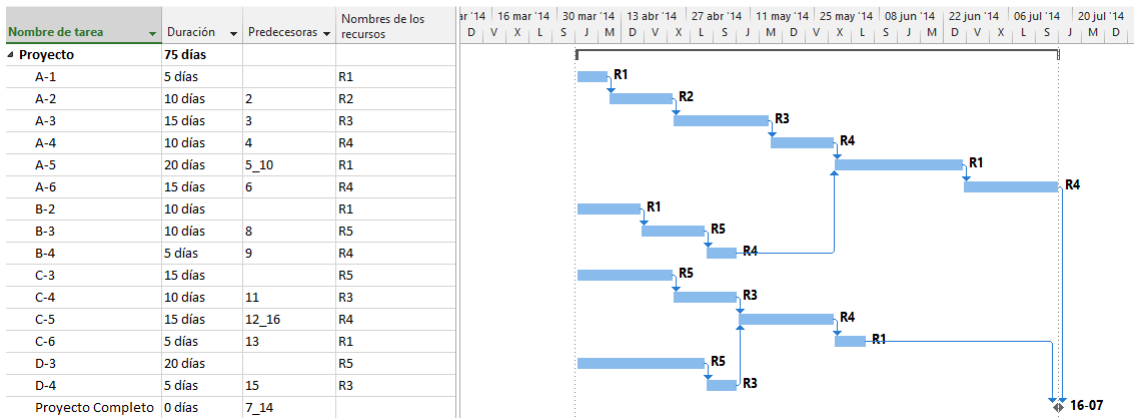 Nombre de tarea Duración Predecesoras Nombres de los recursos
ar '14 16 mar '14 30 mar '14 13 abr '14 27 abr '14 11 may '14 25 may '14 08 jun '14 22 jun '14 06 jul '14 20 jul '14
D V X L S J M D V X L S J M D V X L S J M D
Proyecto 75 días
A-1 5 días R1 R1
A-2 10 días 2 R2 R2
A-3 15 días 3 R3 R3
A-4 10 días 4 R4 R4
A-5 20 días 5_10 R1 R1
A-6 15 días 6 R4 R4
B-2 10 días R1 R1
B-3 10 días 8 R5 R5
B-4 5 días 9 R4 R4
C-3 15 días R5 R5
C-4 10 días 11 R3 R3
C-5 15 días 12_16 R4 R4
C-6 5 días 13 R1 R1
D-3 20 días R5 R5
D-4 5 días 15 R3 R3
Proyecto Completo 0 días 7_14 16-07